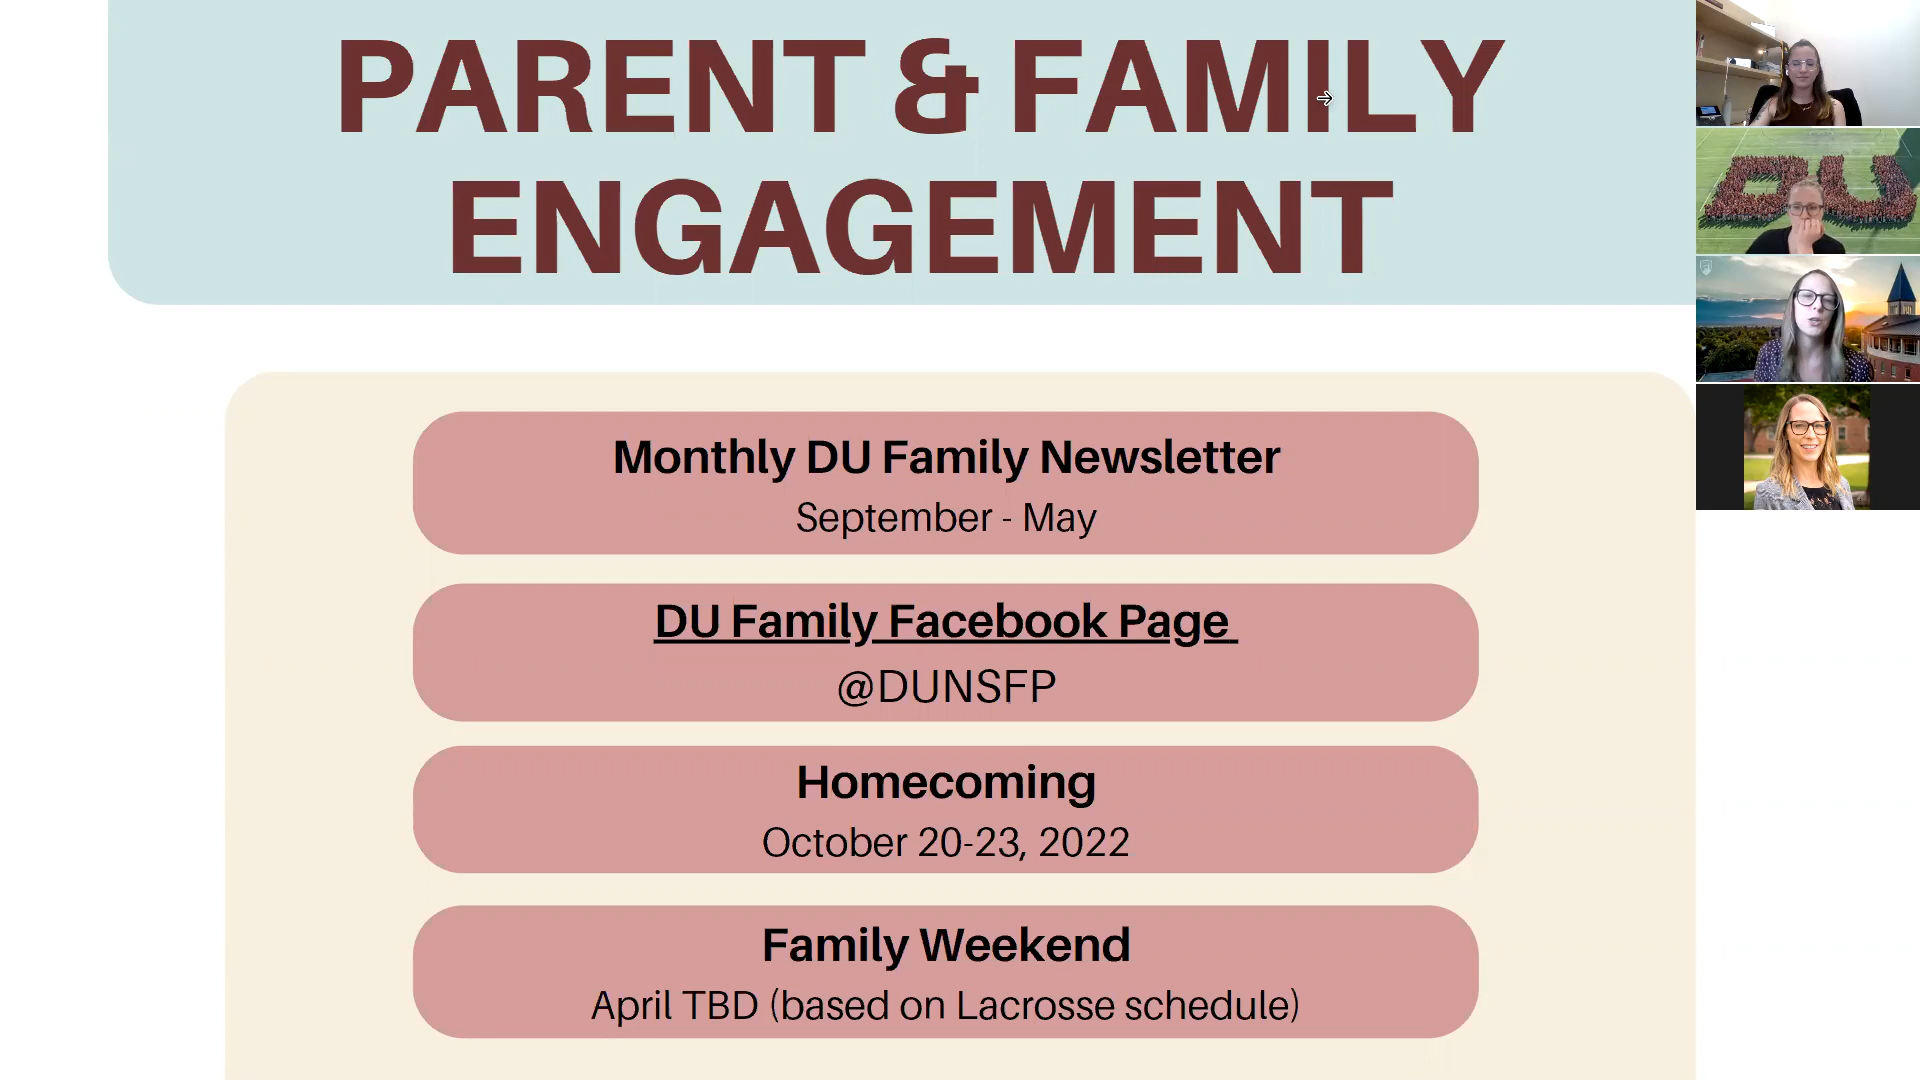 PARENT & FAMILY
ENGAGEMENT
Monthly DU Family Newsletter
September - May
DU Family Facebook Page
@DUNSFP
Homecoming
October 20-23, 2022
Family Weekend
April TBD (based on Lacrosse schedule)
DU